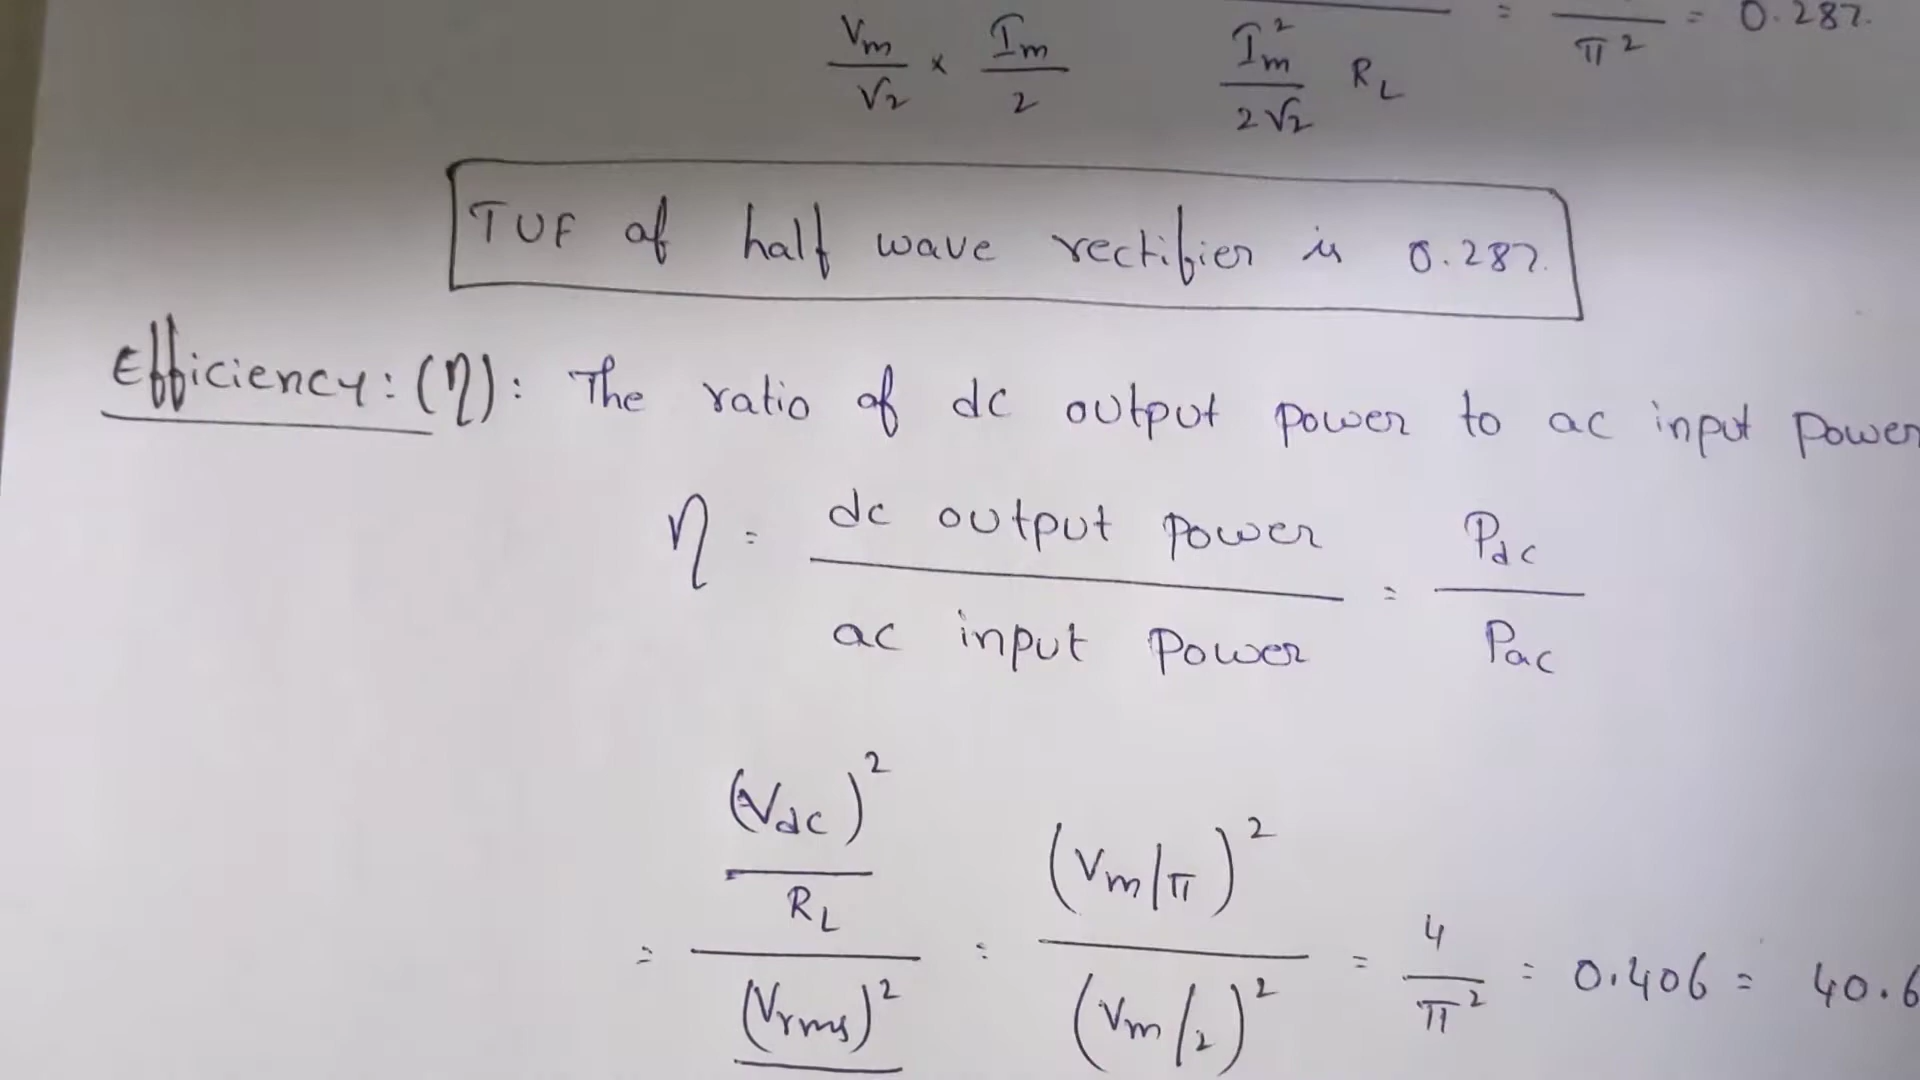 Vm/√2 × Im/2   Im²/2√2 RL = /π² = 0.287.
TUF of half wave rectifier is 0.287.
Efficiency: (η): The ratio of dc output power to ac input power
η = dc output power / ac input power = Pdc / Pac
= (Vdc)²/RL / (Vrms)² = (Vm/π)² / (Vm/2)² = 4/π² = 0.406 = 40.6